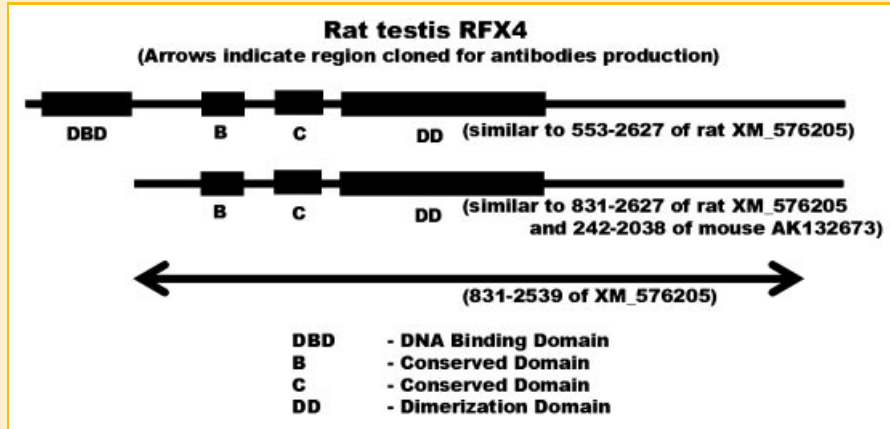 Rat testis RFX4
(Arrows indicate region cloned for antibodies production)
DBD B C DD (similar to 553-2627 of rat XM_576205)
B C DD (similar to 831-2627 of rat XM_576205
and 242-2038 of mouse AK132673)
(831-2539 of XM_576205)
DBD - DNA Binding Domain
B - Conserved Domain
C - Conserved Domain
DD - Dimerization Domain